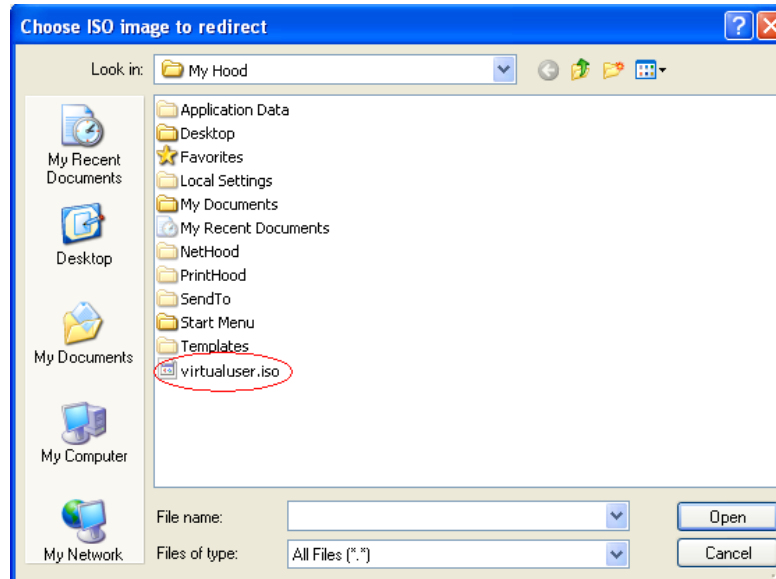 Choose ISO image to redirect
Look in: My Hood
Application Data
Desktop
Favorites
Local Settings
My Documents
My Recent Documents
NetHood
PrintHood
SendTo
Start Menu
Templates
virtualuser.iso
My Recent
Documents
Desktop
My Documents
My Computer
My Network
File name:
Open
Files of type: All Files (*.*)
Cancel